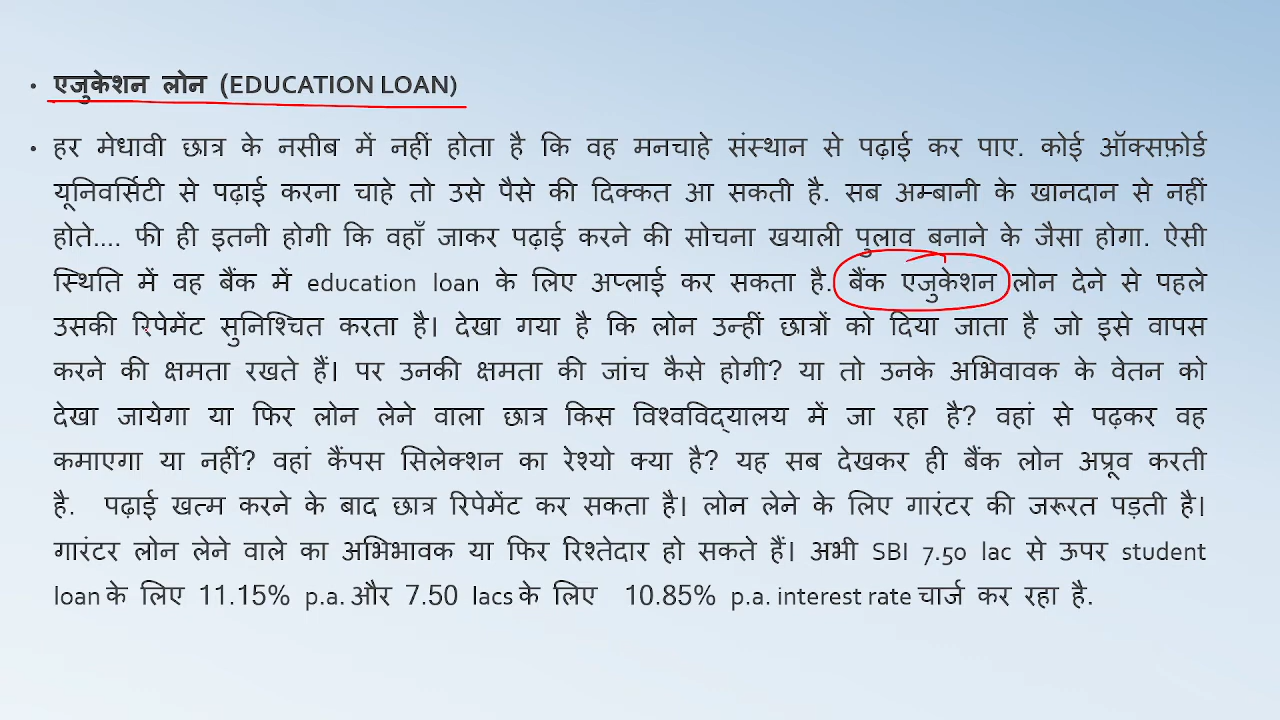 • एजुकेशन लोन (EDUCATION LOAN)
• हर मेधावी छात्र के नसीब में नहीं होता है कि वह मनचाहे संस्थान से पढ़ाई कर पाए. कोई ऑक्सफ़ोर्ड
यूनिवर्सिटी से पढ़ाई करना चाहे तो उसे पैसे की दिक्कत आ सकती है. सब अम्बानी के खानदान से नहीं
होते.... फी ही इतनी होगी कि वहाँ जाकर पढ़ाई करने की सोचना खयाली पुलाव बनाने के जैसा होगा. ऐसी
स्थिति में वह बैंक में education loan के लिए अप्लाई कर सकता है. बैंक एजुकेशन लोन देने से पहले
उसकी रिपेमेंट सुनिश्चित करता है। देखा गया है कि लोन उन्हीं छात्रों को दिया जाता है जो इसे वापस
करने की क्षमता रखते हैं। पर उनकी क्षमता की जांच कैसे होगी? या तो उनके अभिवावक के वेतन को
देखा जायेगा या फिर लोन लेने वाला छात्र किस विश्वविद्यालय में जा रहा है? वहां से पढ़कर वह
कमाएगा या नहीं? वहां कैंपस सिलेक्शन का रेश्यो क्या है? यह सब देखकर ही बैंक लोन अप्रूव करती
है. पढ़ाई खत्म करने के बाद छात्र रिपेमेंट कर सकता है। लोन लेने के लिए गारंटर की जरूरत पड़ती है।
गारंटर लोन लेने वाले का अभिभावक या फिर रिश्तेदार हो सकते हैं। अभी SBI 7.50 lac से ऊपर student
loan के लिए 11.15% p.a. और 7.50 lacs के लिए 10.85% p.a. interest rate चार्ज कर रहा है.